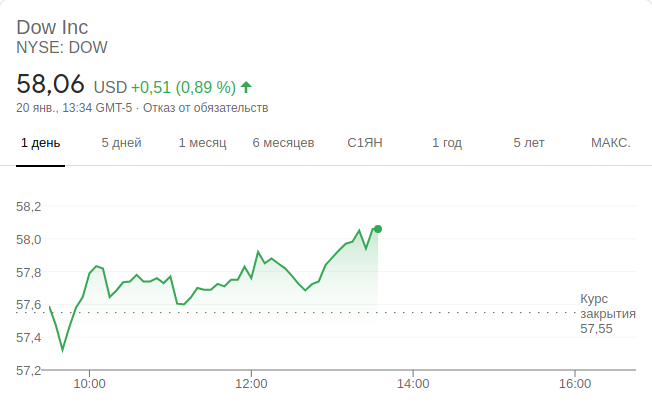 Dow Inc
NYSE: DOW
58,06 USD +0,51 (0,89 %)
20 янв., 13:34 GMT-5 · Отказ от обязательств
1 день 5 дней 1 месяц 6 месяцев С1ЯН 1 год 5 лет МАКС.
58,2
58,0
57,8
57,6
57,4
57,2
Курс
закрытия
57,55
10:00 12:00 14:00 16:00